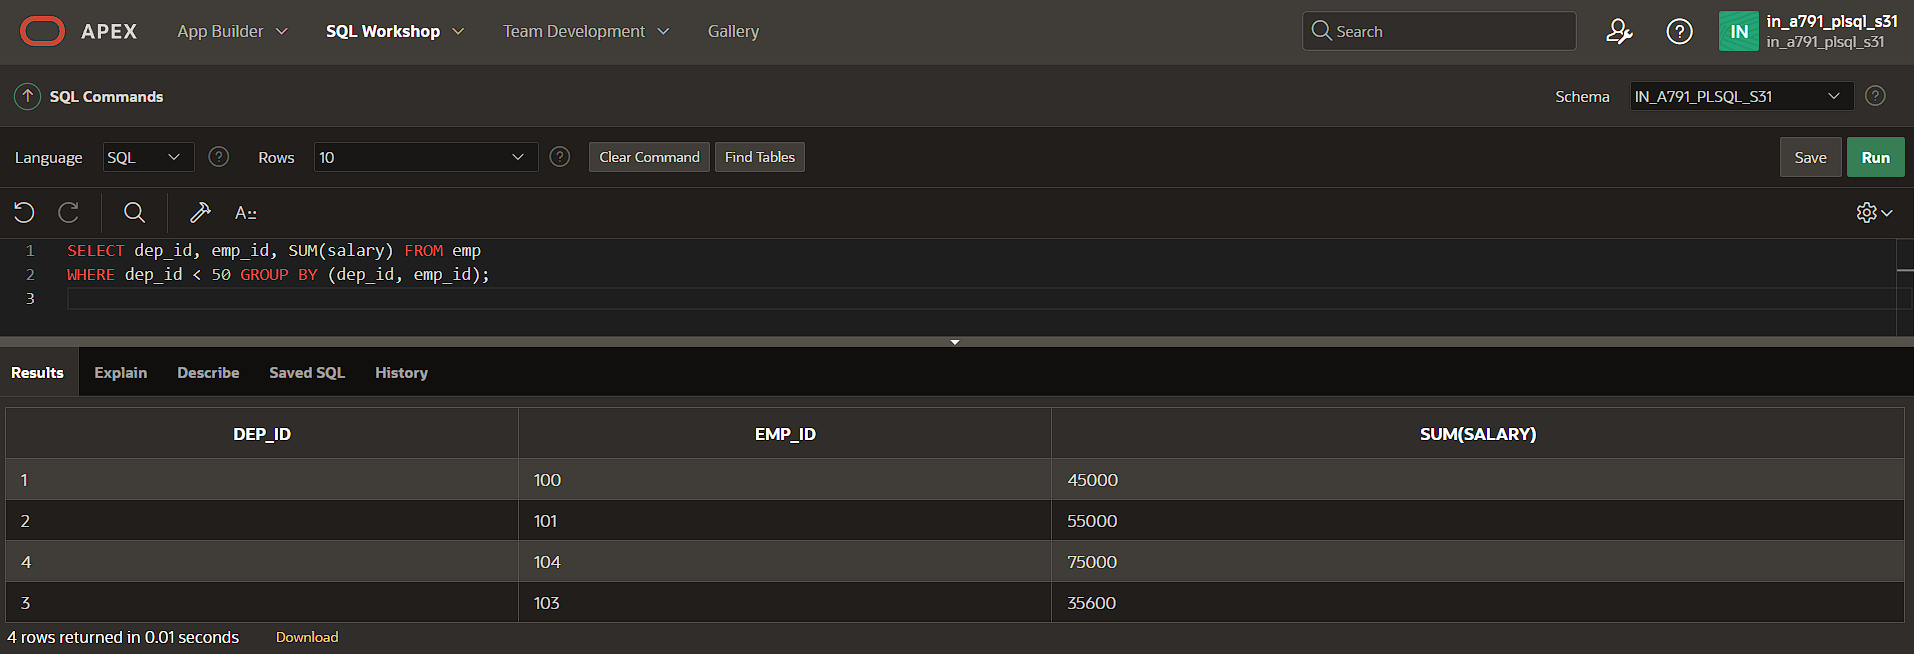 APEX App Builder SQL Workshop Team Development Gallery Search ? IN in_a791_plsql_s31
in_a791_plsql_s31
SQL Commands Schema IN_A791_PLSQL_S31 ?
Language SQL ? Rows 10 ? Clear Command Find Tables Save Run
A::
1 SELECT dep_id, emp_id, SUM(salary) FROM emp
2 WHERE dep_id < 50 GROUP BY (dep_id, emp_id);
3
Results Explain Describe Saved SQL History
DEP_ID EMP_ID SUM(SALARY)
1 100 45000
2 101 55000
4 104 75000
3 103 35600
4 rows returned in 0.01 seconds Download